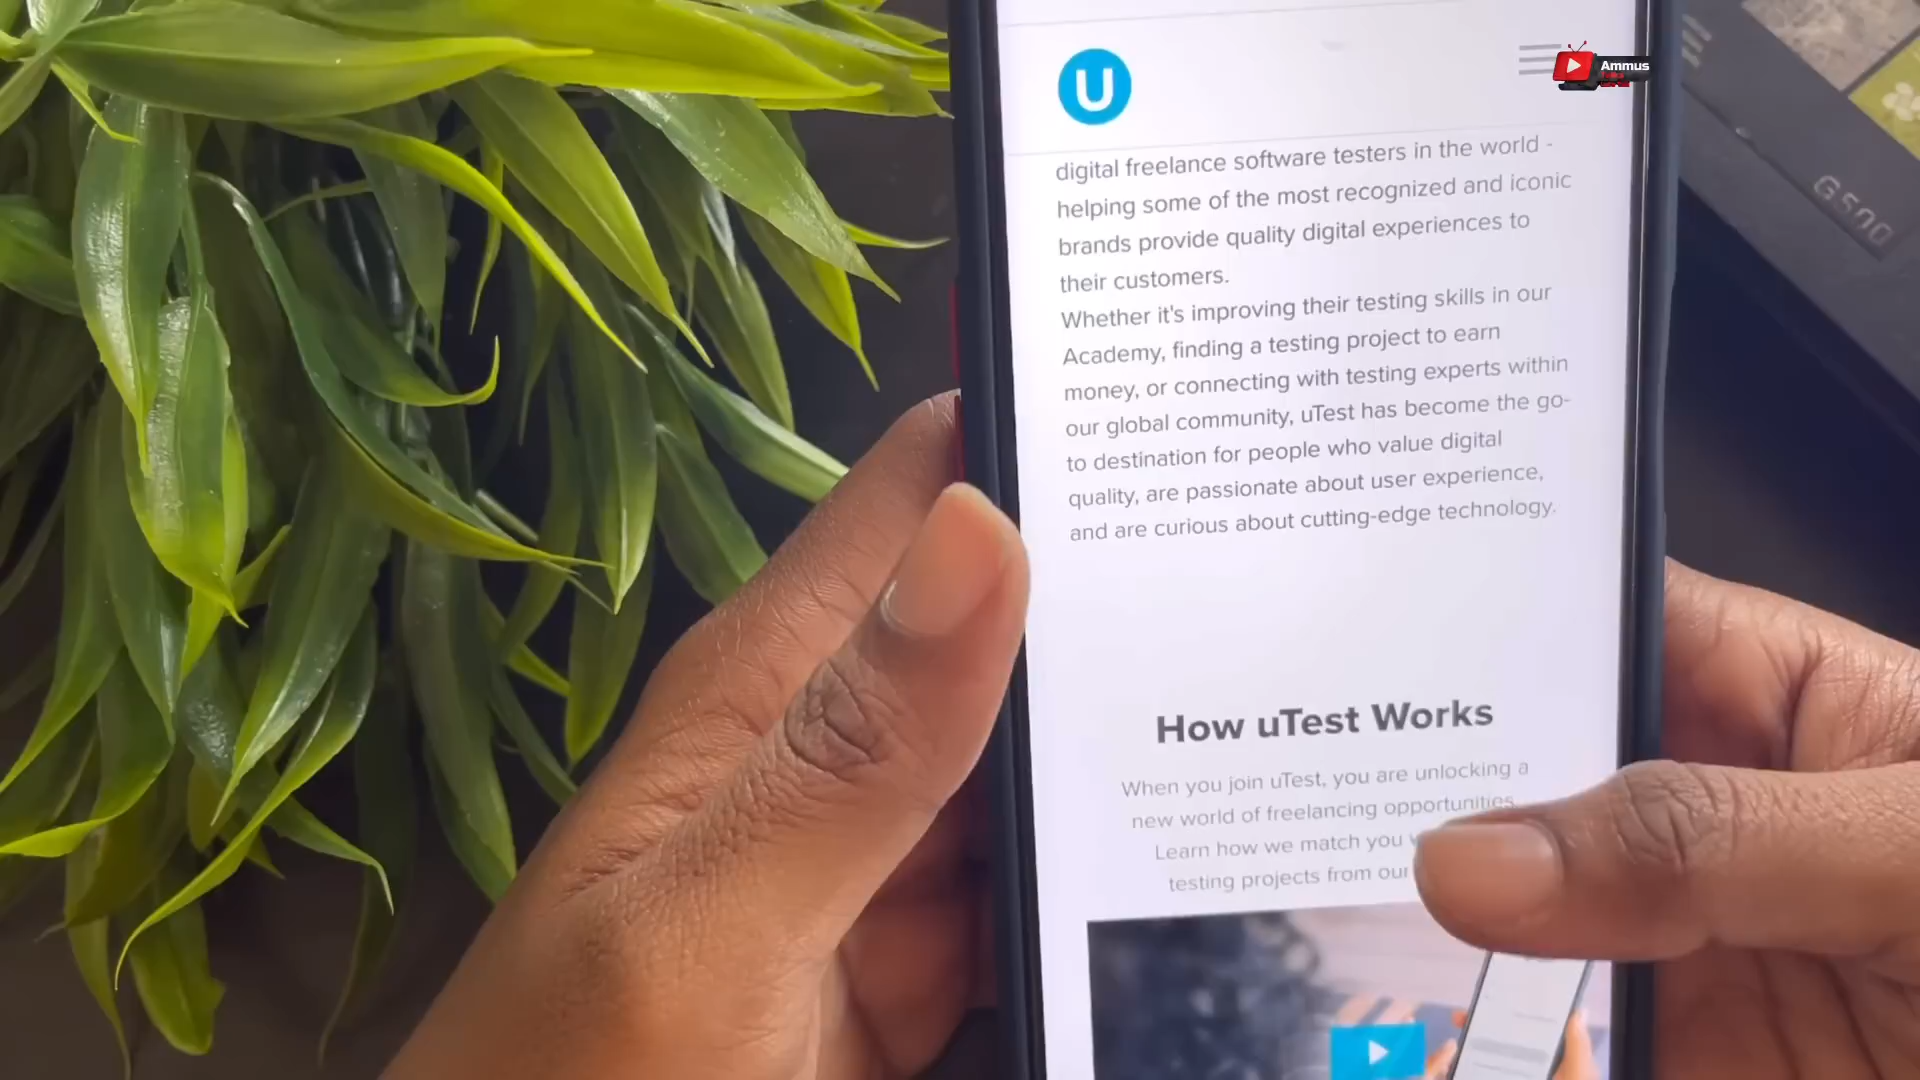 U
Ammus
G500
digital freelance software testers in the world -
helping some of the most recognized and iconic
brands provide quality digital experiences to
their customers.
Whether it's improving their testing skills in our
Academy, finding a testing project to earn
money, or connecting with testing experts within
our global community, uTest has become the go-
to destination for people who value digital
quality, are passionate about user experience,
and are curious about cutting-edge technology.
How uTest Works
When you join uTest, you are unlocking a
new world of freelancing opportunities
Learn how we match you
testing projects from our